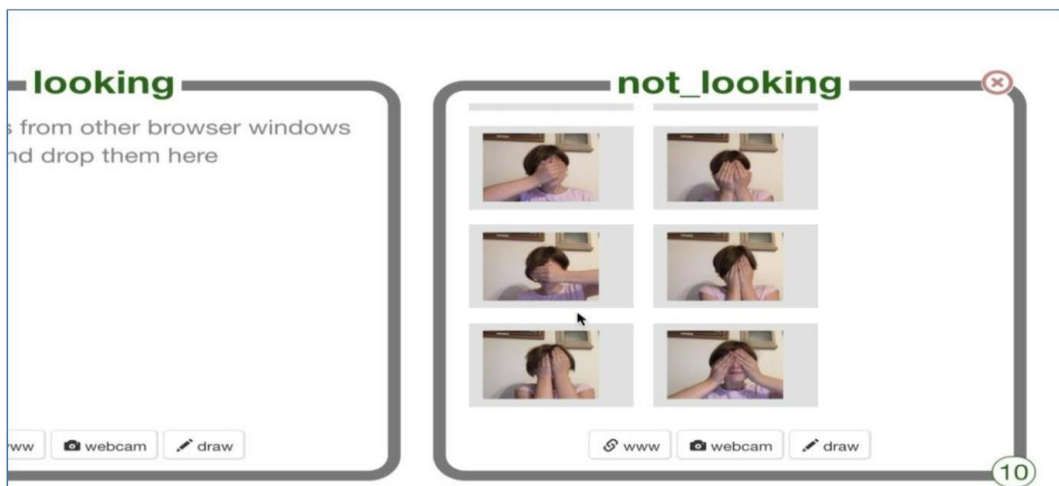 looking
s from other browser windows
nd drop them here
ww webcam draw
not_looking
www webcam draw
10